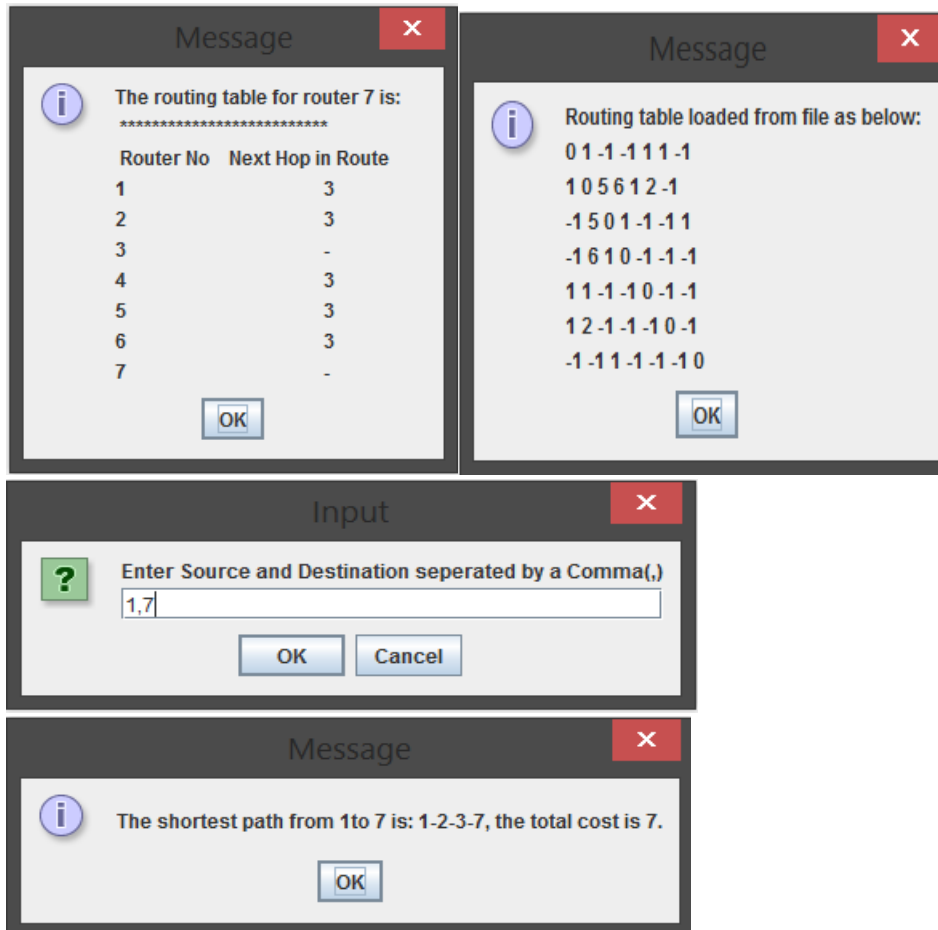 Message
X
i
The routing table for router 7 is:
**************************
Router No Next Hop in Route
1 3
2 3
3 -
4 3
5 3
6 3
7 -
OK
Message
X
i
Routing table loaded from file as below:
0 1 -1 -1 1 1 -1
1 0 5 6 1 2 -1
-1 5 0 1 -1 -1 1
-1 6 1 0 -1 -1 -1
1 1 -1 -1 0 -1 -1
1 2 -1 -1 -1 0 -1
-1 -1 1 -1 -1 -1 0
OK
Input
X
?
Enter Source and Destination seperated by a Comma(,)
1,7
OK Cancel
Message
X
i
The shortest path from 1to 7 is: 1-2-3-7, the total cost is 7.
OK